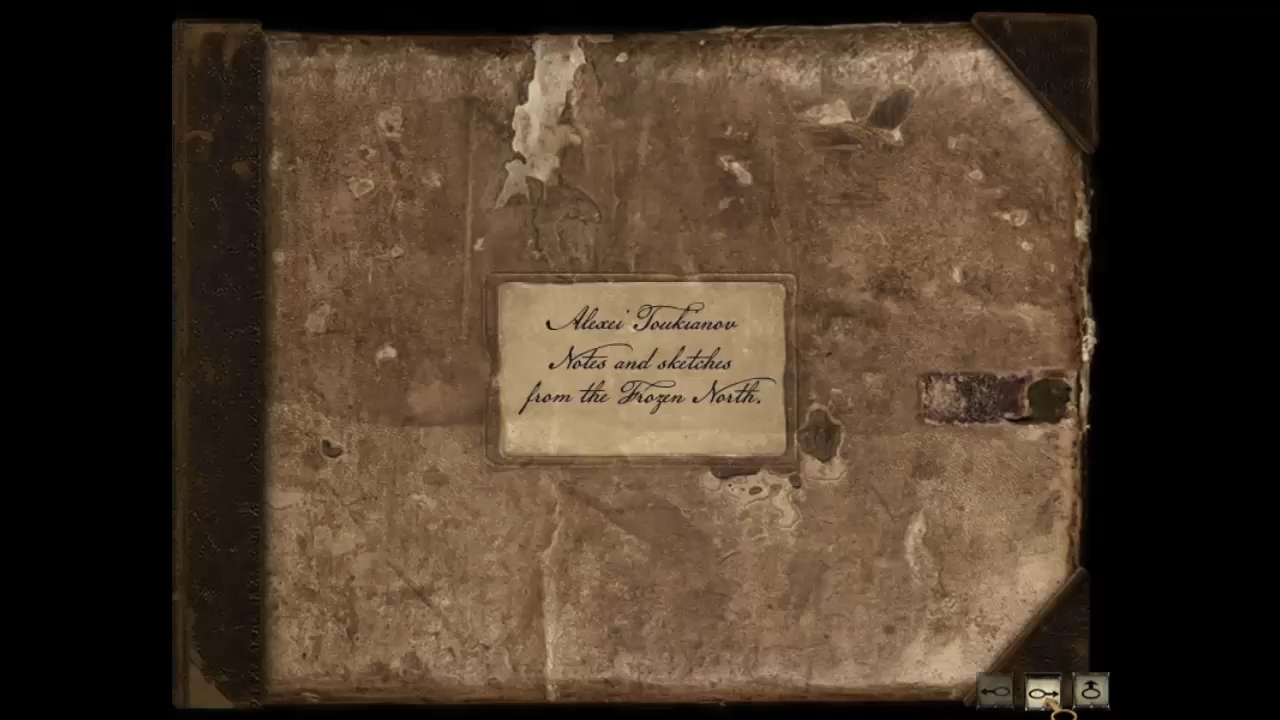 Alexei Toukianov
Notes and sketches
from the Frozen North.